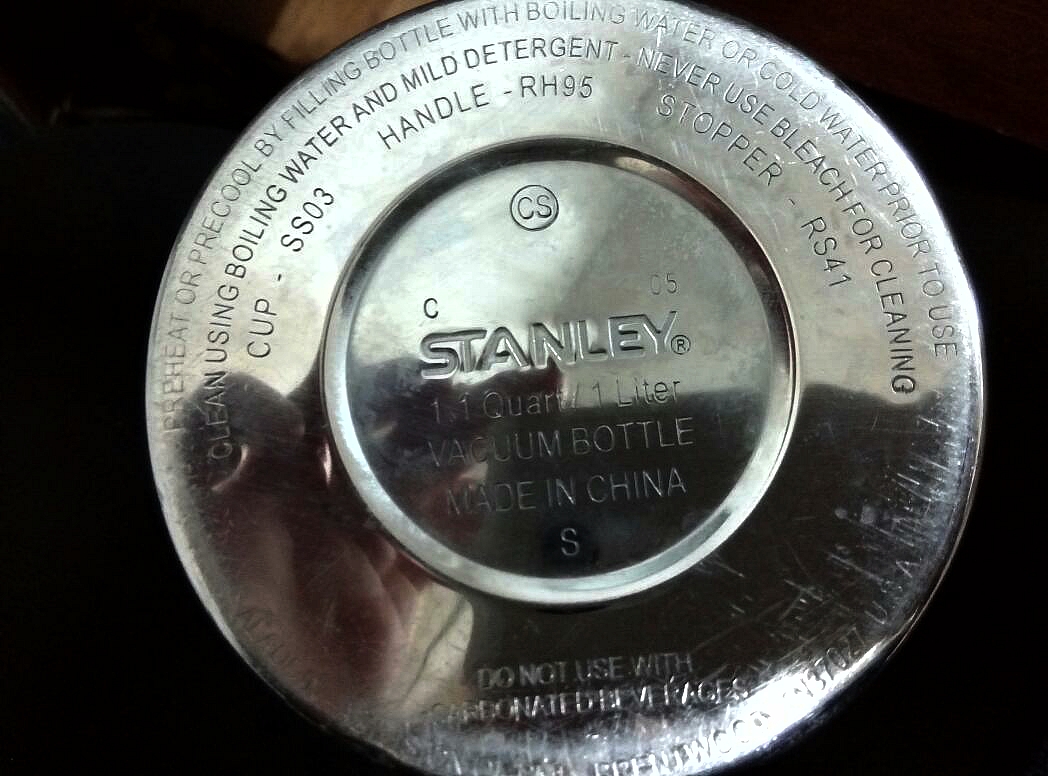 PREHEAT OR PRECOOL BY FILLING BOTTLE WITH BOILING WATER OR COLD WATER PRIOR TO USE
CLEAN USING BOILING WATER AND MILD DETERGENT - NEVER USE BLEACH FOR CLEANING
CUP - SS03
HANDLE - RH95
STOPPER - RS41
CS
C 05
STANLEY®
1.1 Quart / 1 Liter
VACUUM BOTTLE
MADE IN CHINA
S
DO NOT USE WITH
CARBONATED BEVERAGES
BRENTWOOD 37027